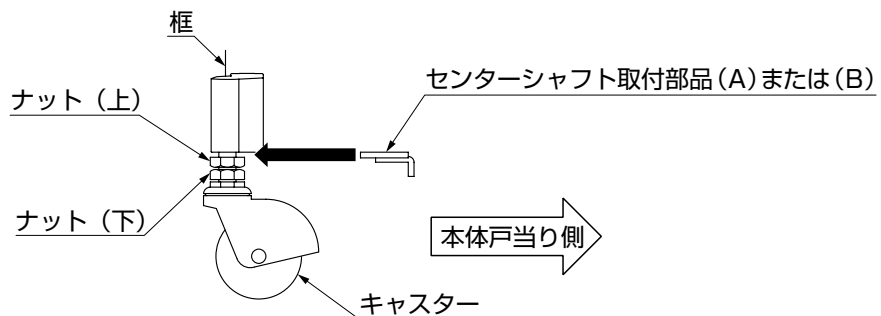 框
センターシャフト取付部品(A)または(B)
ナット(上)
ナット(下)
本体戸当り側
キャスター